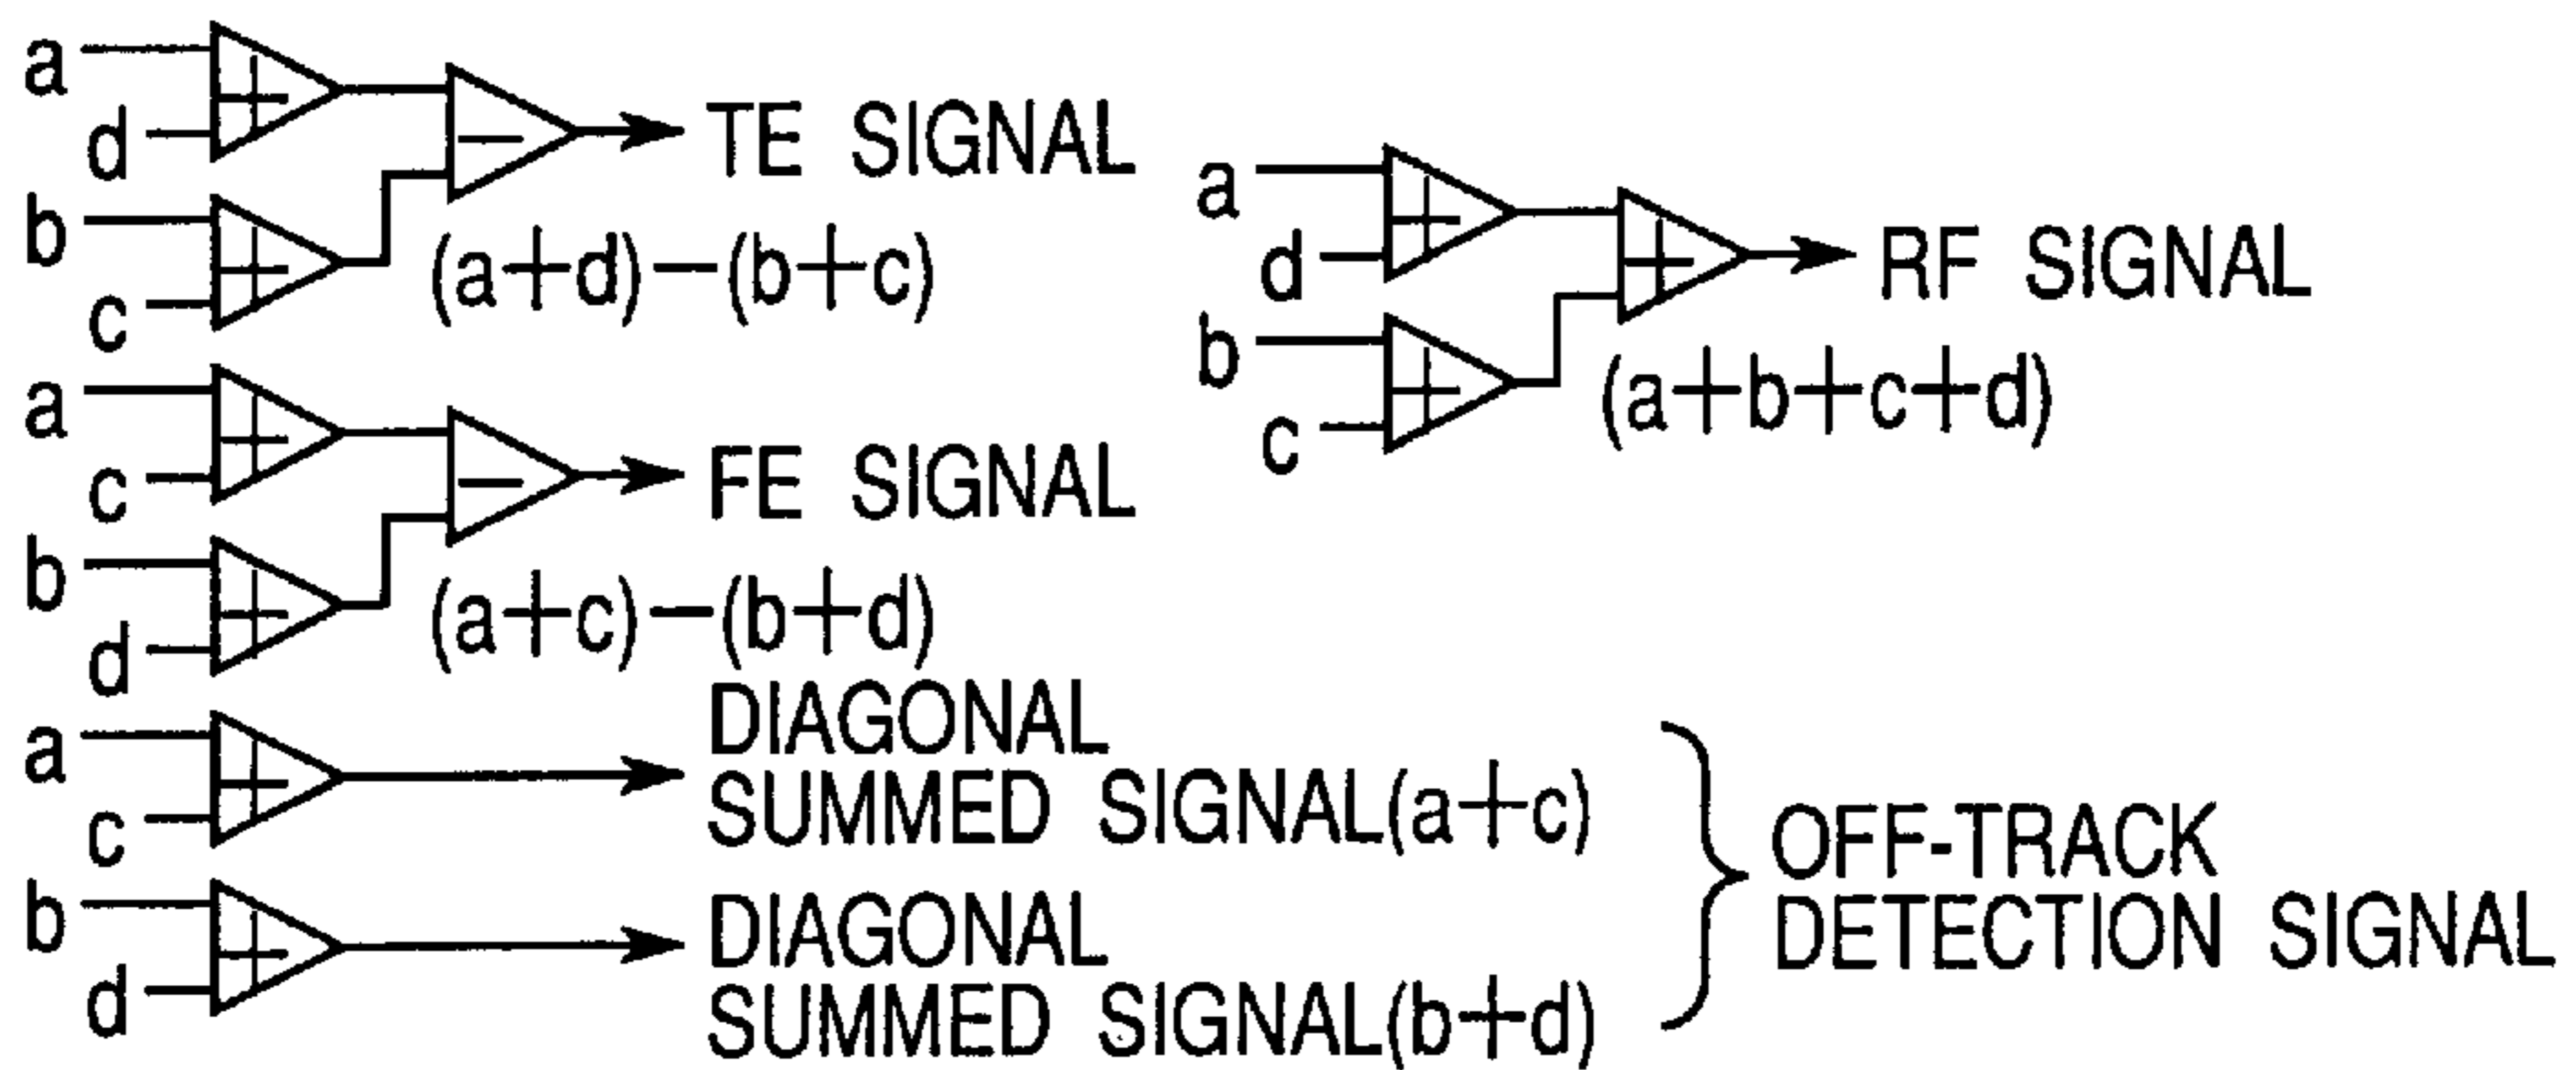 a
d
b
c
TE SIGNAL
(a+d)−(b+c)
a
c
b
d
FE SIGNAL
(a+c)−(b+d)
a
c
DIAGONAL
SUMMED SIGNAL(a+c)
b
d
DIAGONAL
SUMMED SIGNAL(b+d)
OFF-TRACK
DETECTION SIGNAL
a
d
b
c
RF SIGNAL
(a+b+c+d)